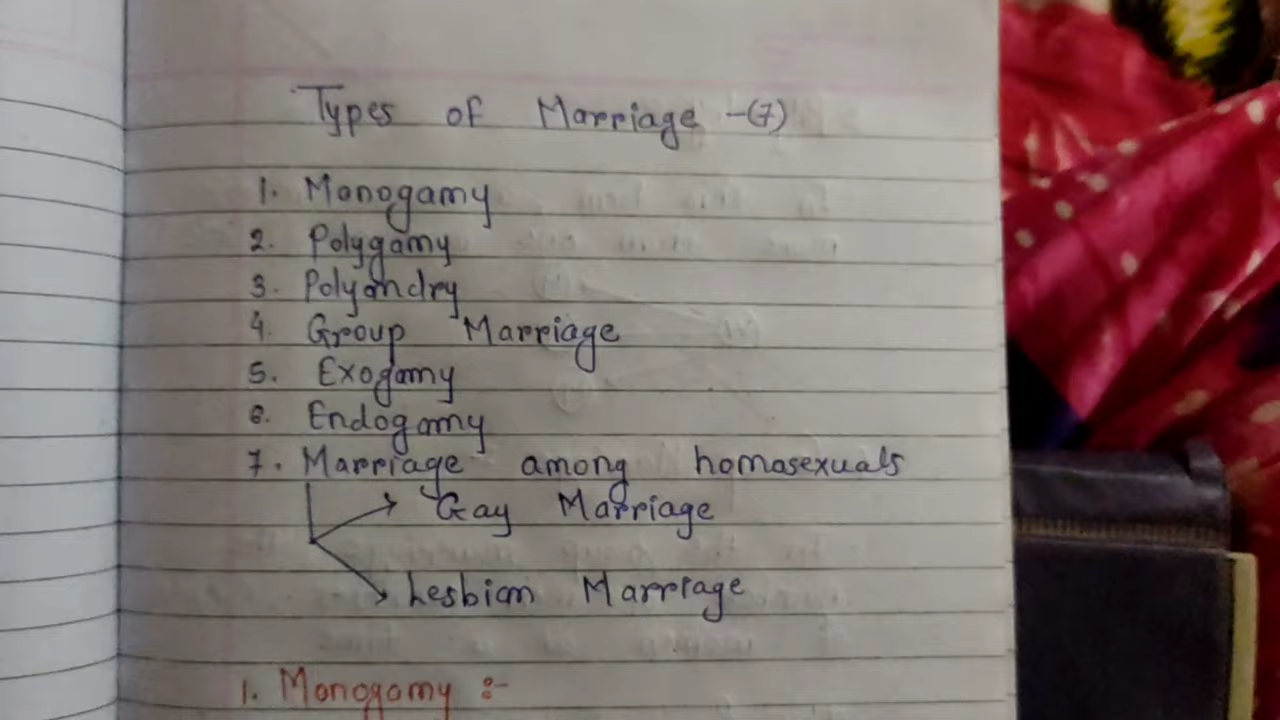 Types of Marriage -(7)
1. Monogamy
2. Polygamy
3. Polyandry
4. Group Marriage
5. Exogamy
6. Endogamy
7. Marriage among homosexuals
Gay Marriage
Lesbian Marriage
1. Monogamy :-